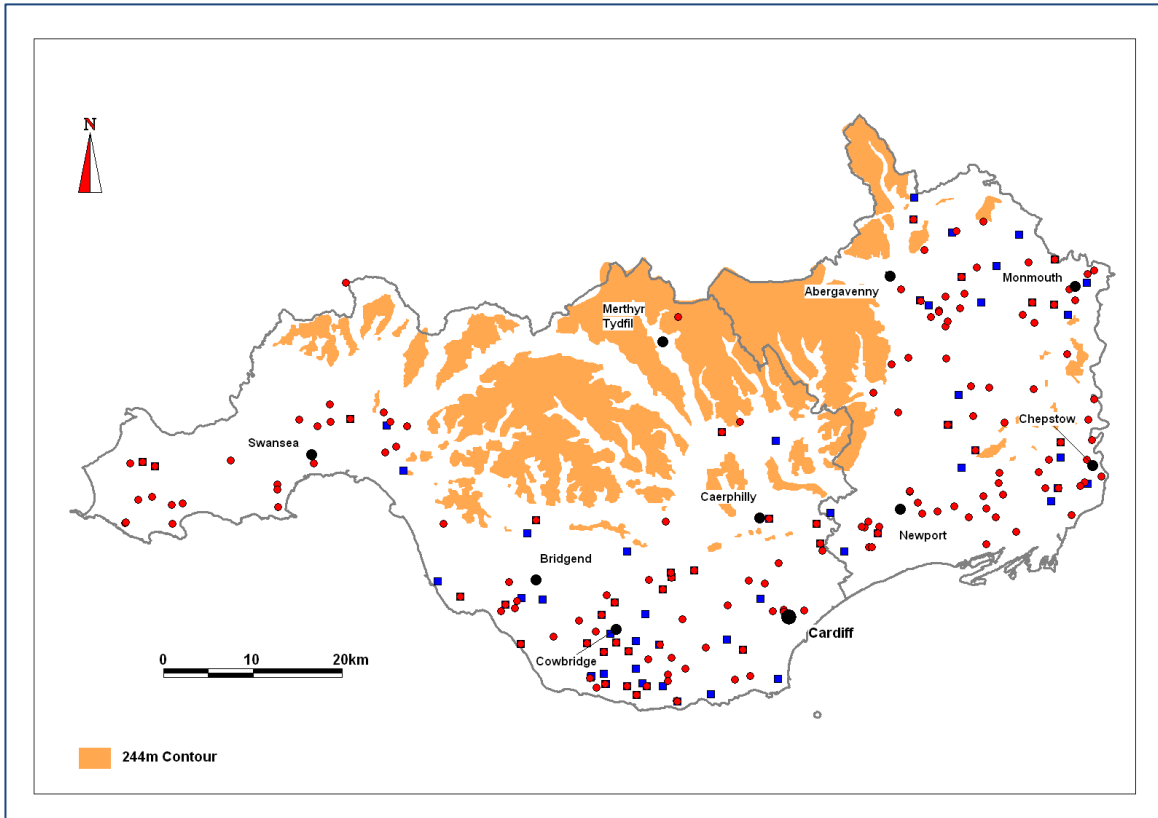 N
Monmouth
Abergavenny
Merthyr
Tydfil
Chepstow
Swansea
Caerphilly
Newport
Bridgend
Cardiff
Cowbridge
0 10 20km
244m Contour